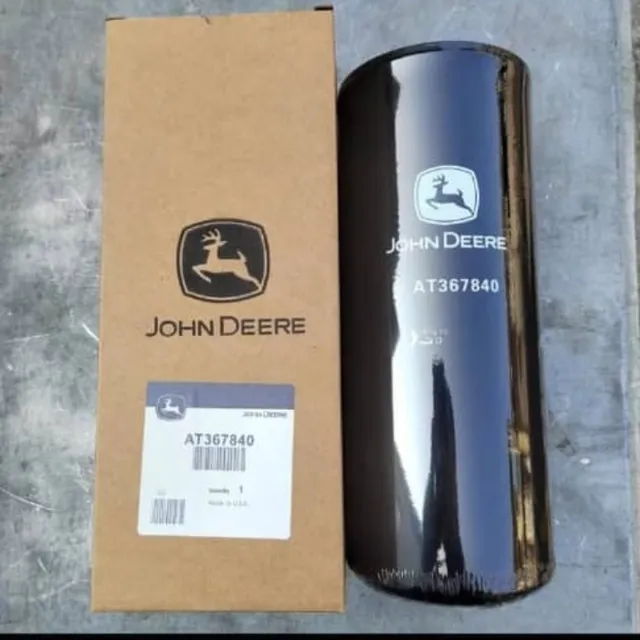 JOHN DEERE
JOHN DEERE
AT367840
Quantity 1
Made in U.S.A.
JOHN DEERE
AT367840